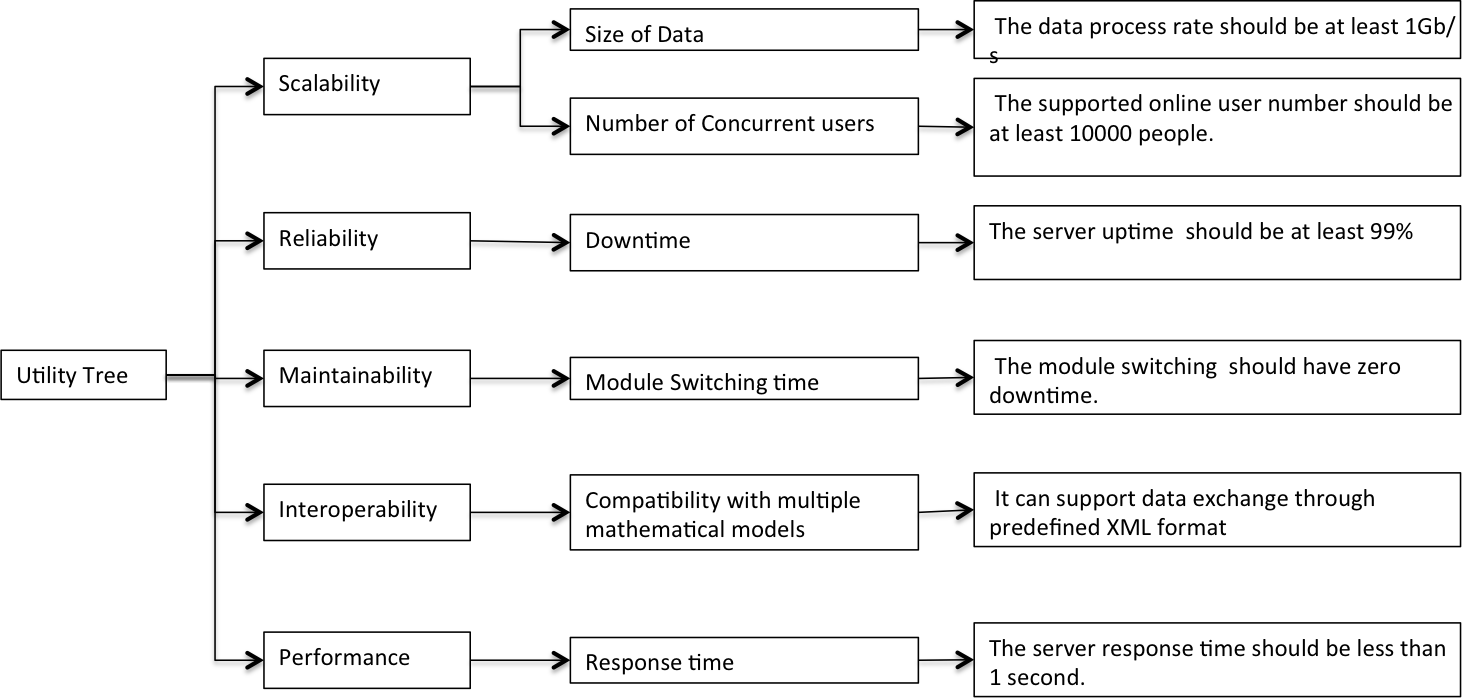 Utility Tree
Scalability
Size of Data
The data process rate should be at least 1Gb/
s
Number of Concurrent users
The supported online user number should be
at least 10000 people.
Reliability
Downtime
The server uptime  should be at least 99%
Maintainability
Module Switching time
The module switching  should have zero
downtime.
Interoperability
Compatibility with multiple
mathematical models
It can support data exchange through
predefined XML format
Performance
Response time
The server response time should be less than
1 second.